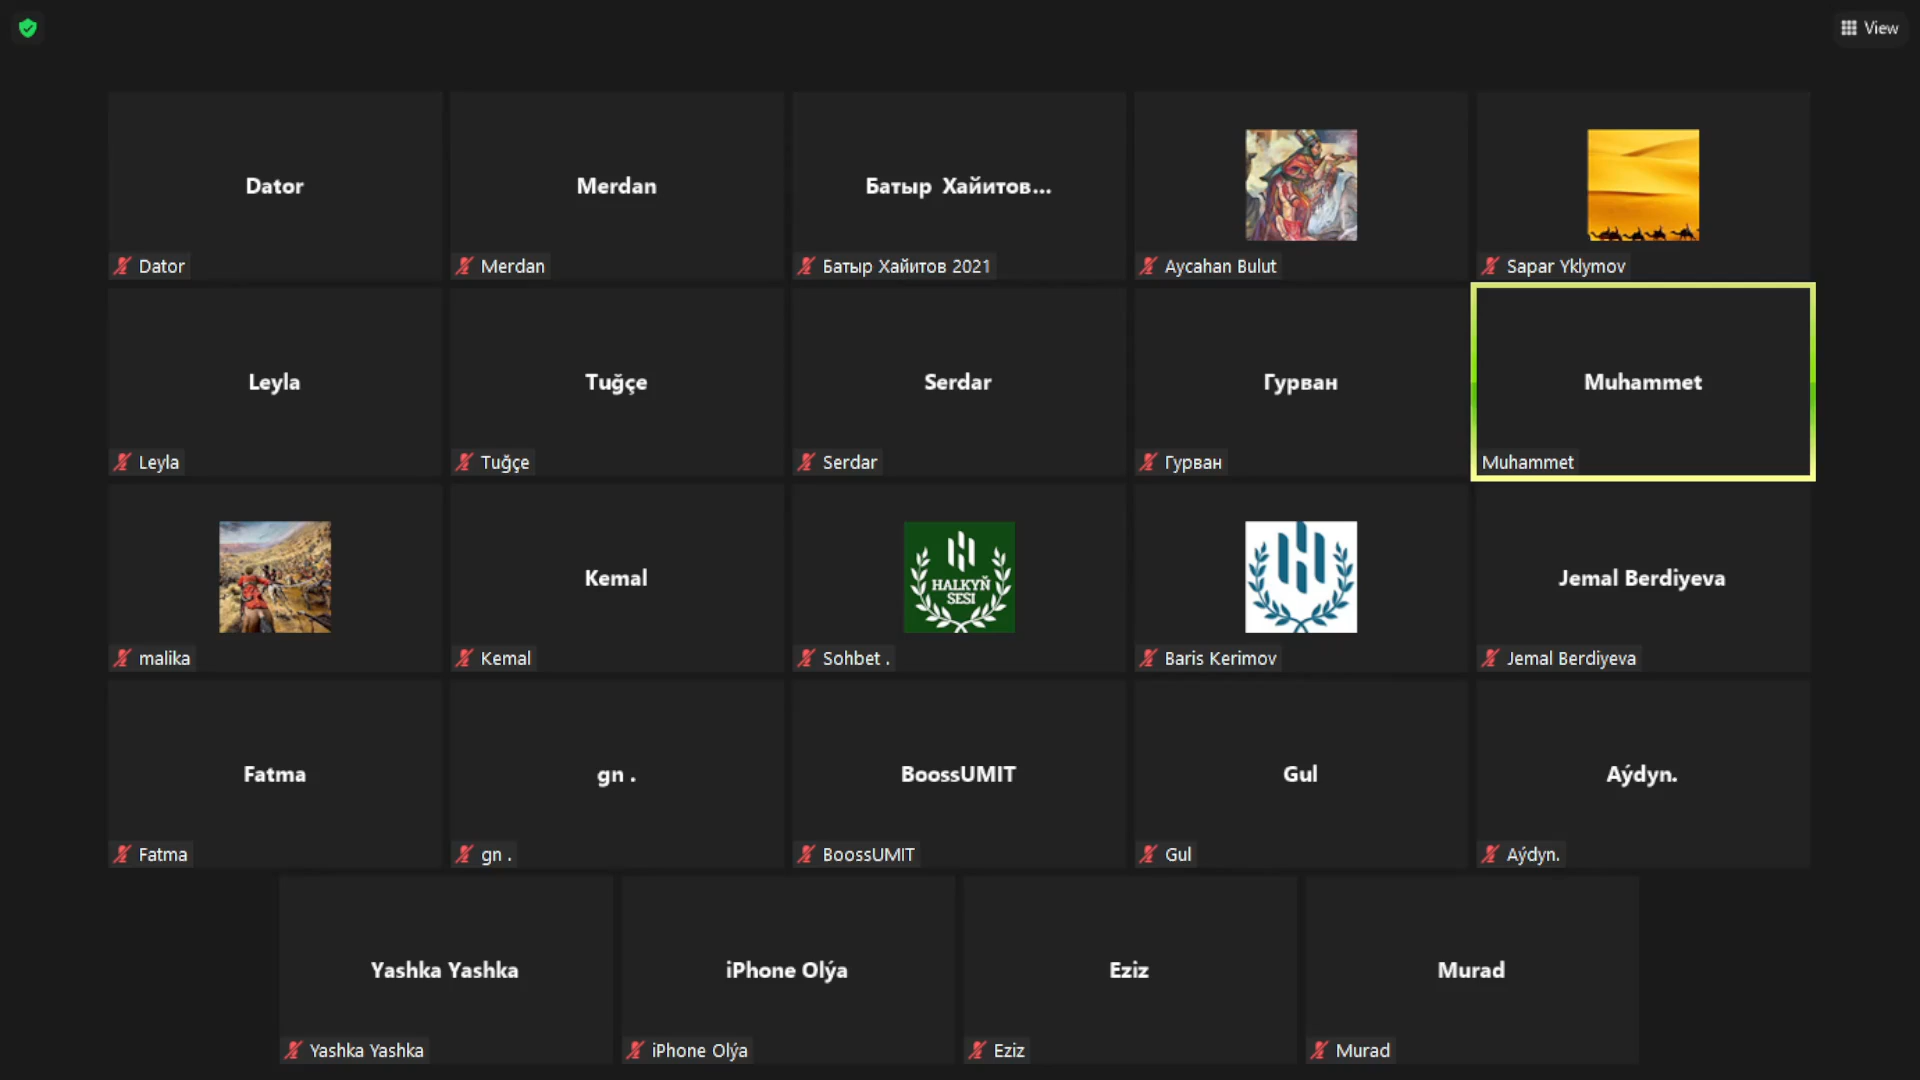 View
Dator
Dator
Merdan
Merdan
Батыр Хайитов...
Батыр Хайитов 2021
Aycahan Bulut
Sapar Yklymov
Leyla
Leyla
Tuğçe
Tuğçe
Serdar
Serdar
Гурван
Гурван
Muhammet
Muhammet
malika
Kemal
Kemal
HALKYŇ
SESI
Sohbet .
Baris Kerimov
Jemal Berdiyeva
Jemal Berdiyeva
Fatma
Fatma
gn .
gn .
BoossUMIT
BoossUMIT
Gul
Gul
Aýdyn.
Aýdyn.
Yashka Yashka
Yashka Yashka
iPhone Olýa
iPhone Olýa
Eziz
Eziz
Murad
Murad